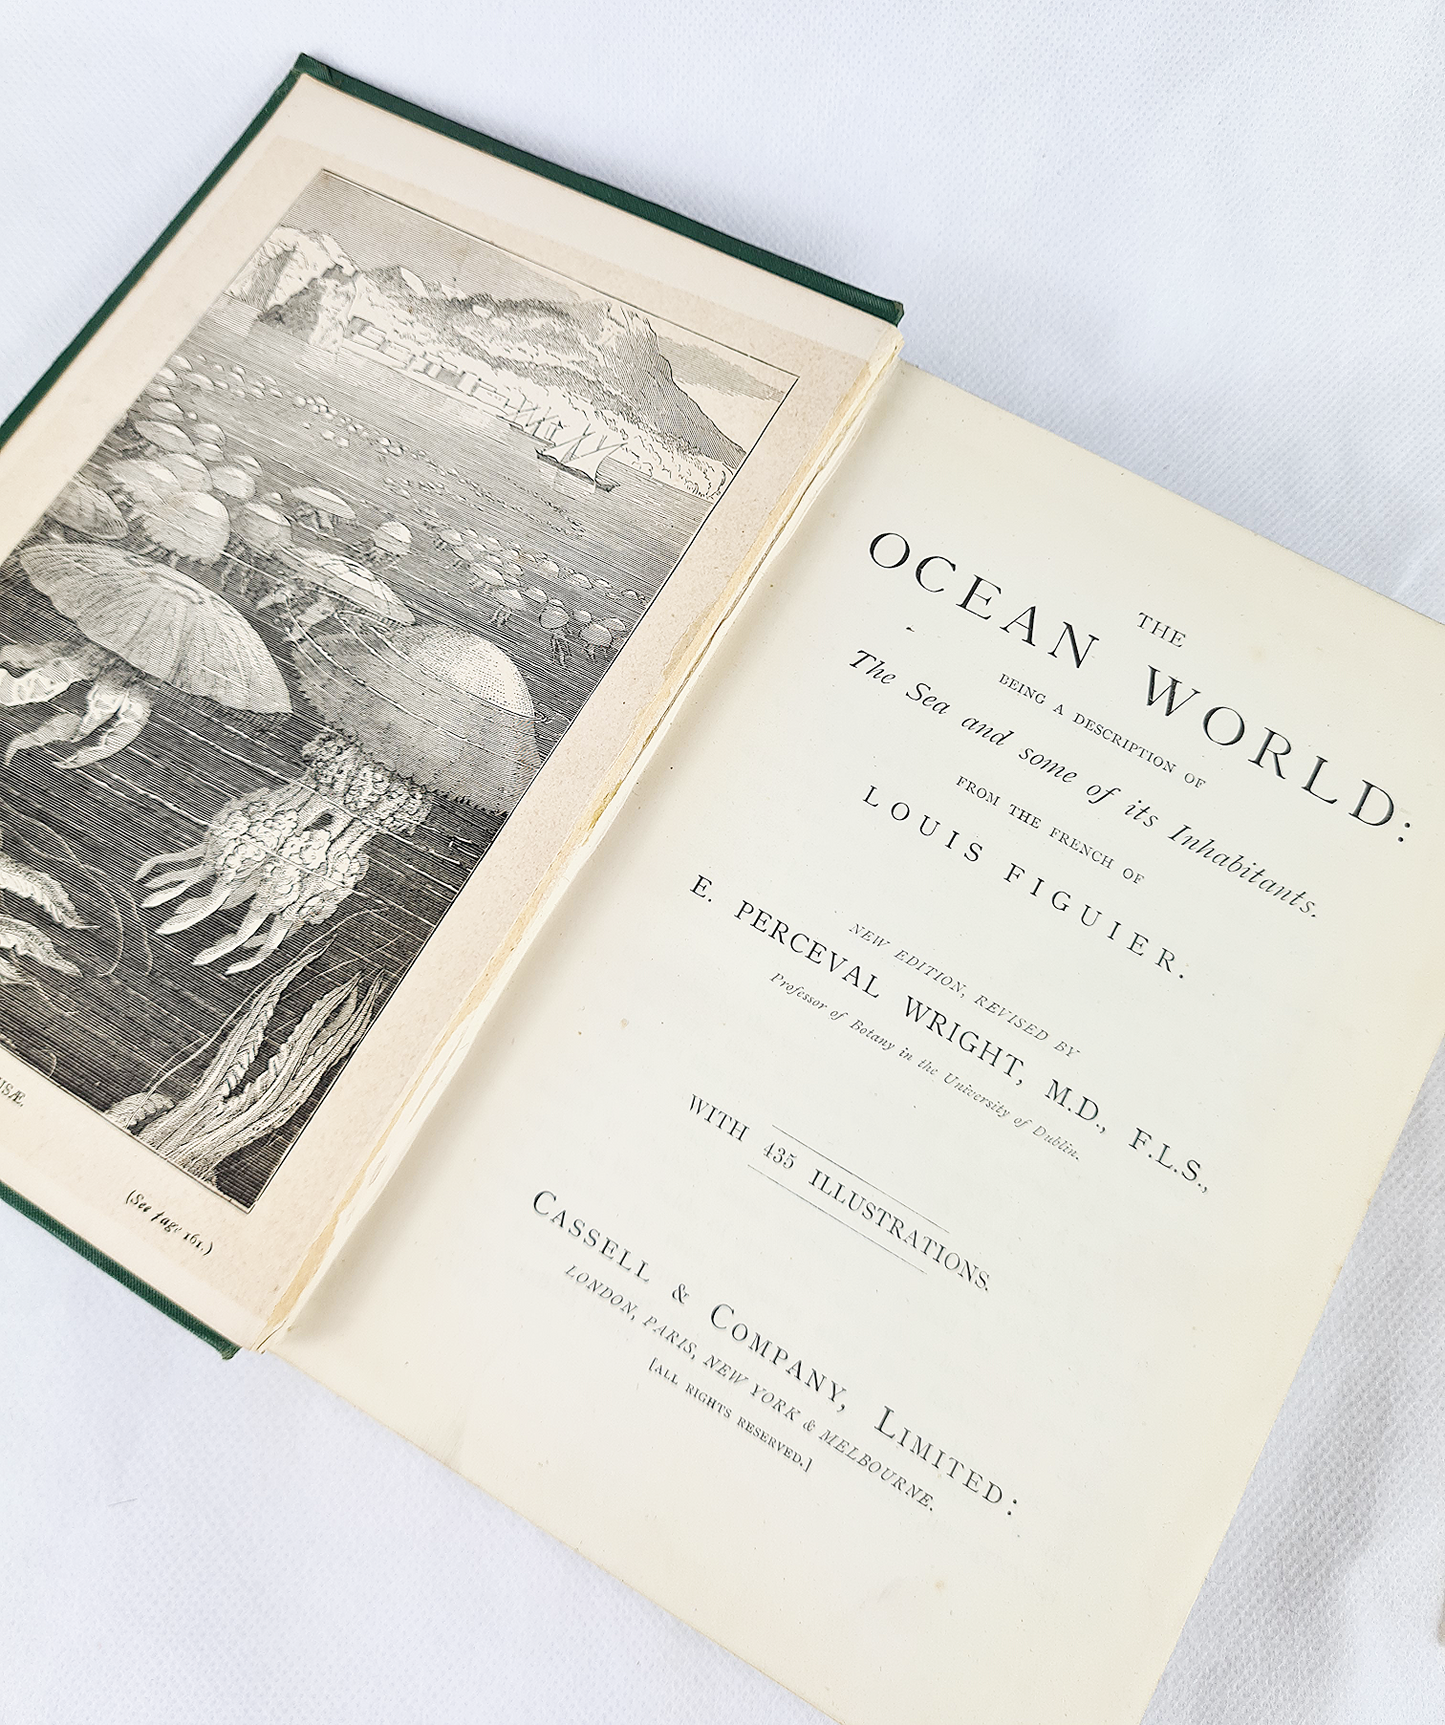 (See page 161.)
THE
OCEAN WORLD:
BEING A DESCRIPTION OF
The Sea and some of its Inhabitants.
FROM THE FRENCH OF
LOUIS FIGUIER.
NEW EDITION, REVISED BY
E. PERCEVAL WRIGHT, M.D., F.L.S.,
Professor of Botany in the University of Dublin.
WITH 435 ILLUSTRATIONS.
CASSELL & COMPANY, LIMITED:
LONDON, PARIS, NEW YORK & MELBOURNE.
[ALL RIGHTS RESERVED.]